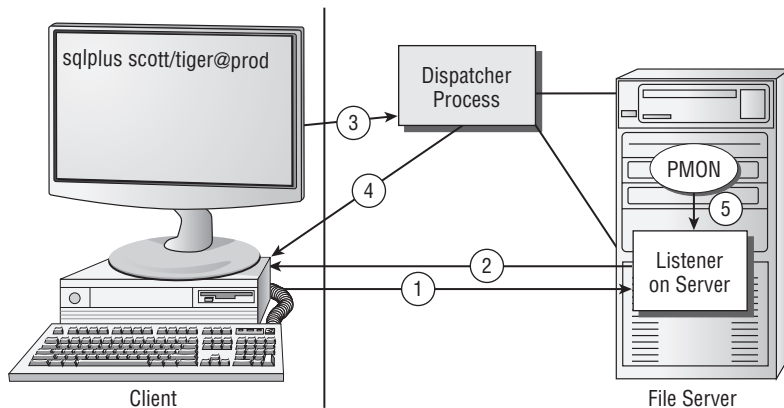 sqlplus scott/tiger@prod
Dispatcher
Process
3
PMON
4
5
Listener
on Server
2
1
Client
File Server